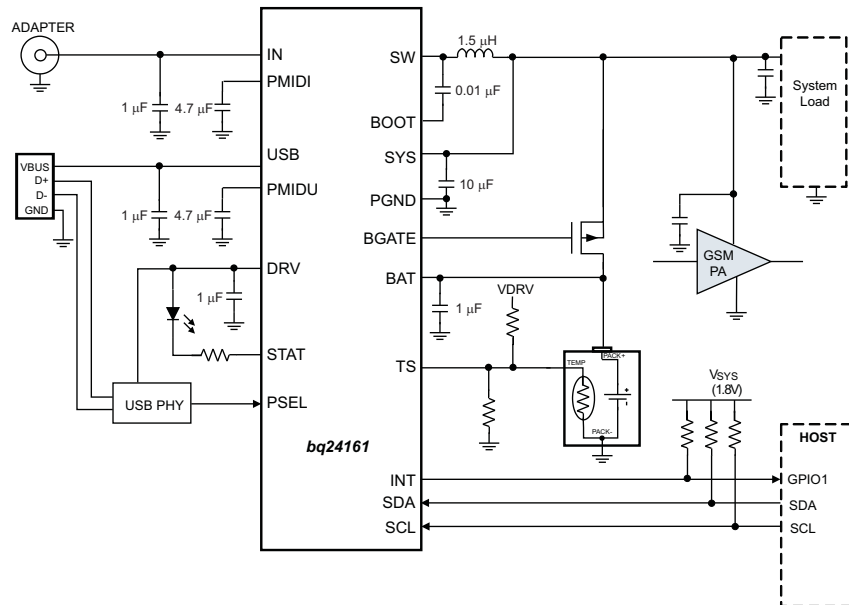 ADAPTER
IN
PMIDI
1 μF
4.7 μF
USB
PMIDU
1 μF
4.7 μF
VBUS
D+
D-
GND
DRV
1 μF
STAT
USB PHY
PSEL
bq24161
SW
1.5 μH
0.01 μF
BOOT
SYS
10 μF
PGND
BGATE
BAT
1 μF
VDRV
TS
TEMP
PACK+
+
-
PACK-
System
Load
GSM
PA
VSYS
(1.8V)
HOST
INT
GPIO1
SDA
SDA
SCL
SCL